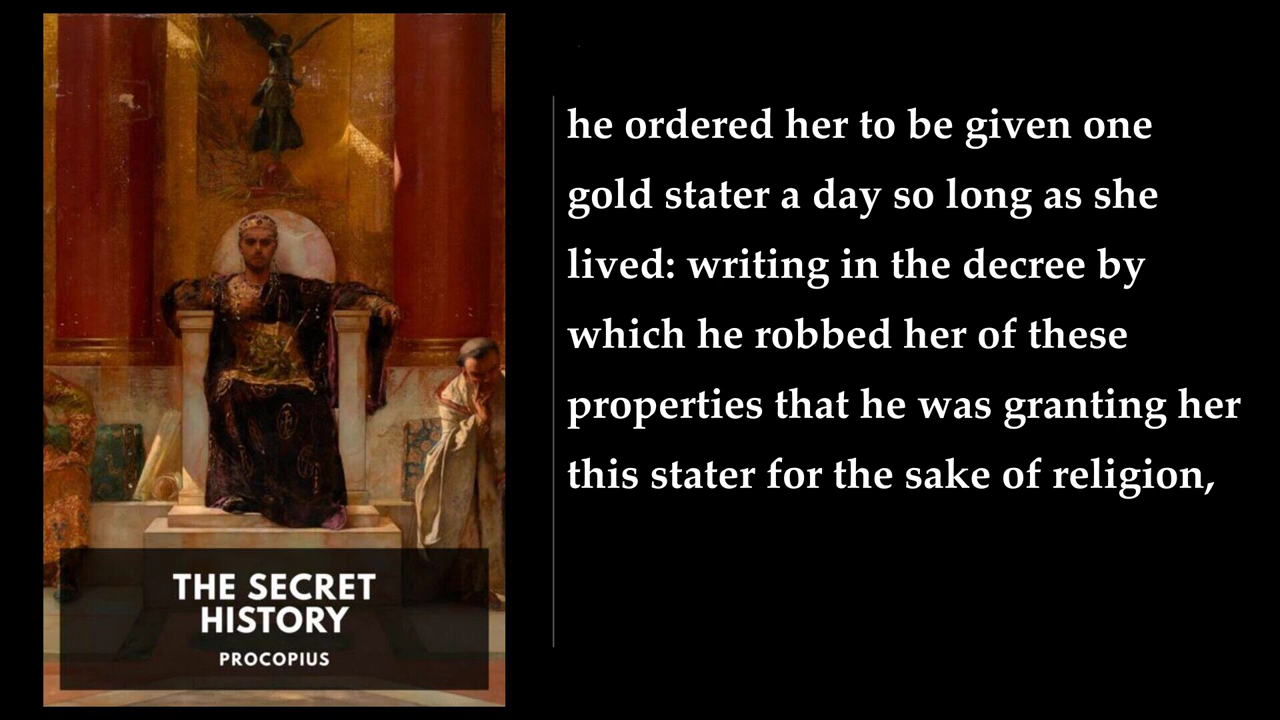 THE SECRET
HISTORY
PROCOPIUS
he ordered her to be given one
gold stater a day so long as she
lived: writing in the decree by
which he robbed her of these
properties that he was granting her
this stater for the sake of religion,